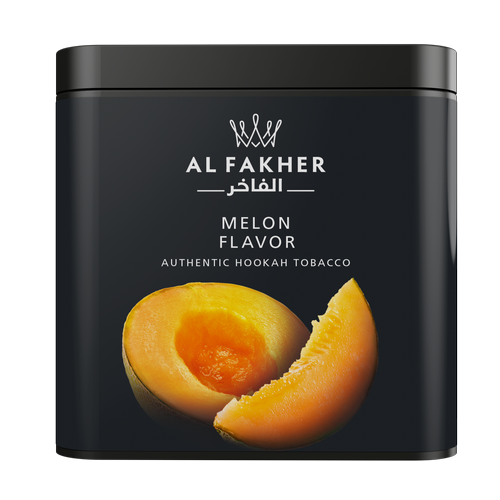 AL FAKHER
الفاخر
MELON
FLAVOR
AUTHENTIC HOOKAH TOBACCO